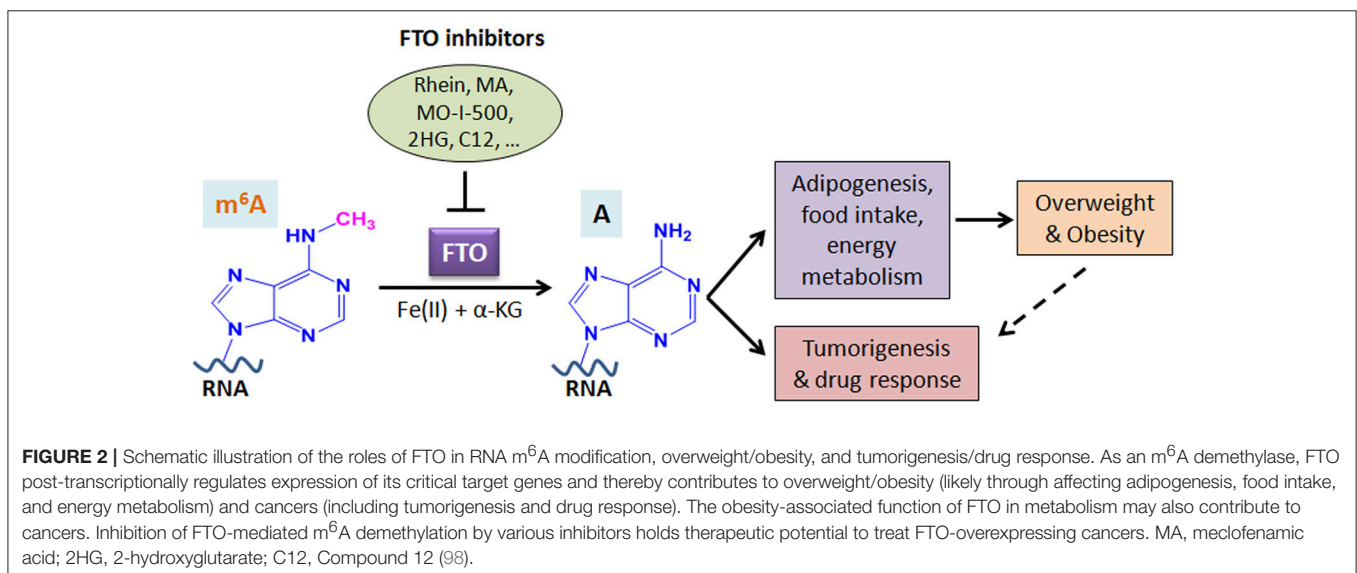 FTO inhibitors
Rhein, MA,
MO-I-500,
2HG, C12, ...
m⁶A
HN
CH₃
N
N
N
N
RNA
FTO
Fe(II) + α-KG
A
NH₂
N
N
N
N
RNA
Adipogenesis,
food intake,
energy
metabolism
Overweight
& Obesity
Tumorigenesis
& drug response
FIGURE 2 | Schematic illustration of the roles of FTO in RNA m⁶A modification, overweight/obesity, and tumorigenesis/drug response. As an m⁶A demethylase, FTO
post-transcriptionally regulates expression of its critical target genes and thereby contributes to overweight/obesity (likely through affecting adipogenesis, food intake,
and energy metabolism) and cancers (including tumorigenesis and drug response). The obesity-associated function of FTO in metabolism may also contribute to
cancers. Inhibition of FTO-mediated m⁶A demethylation by various inhibitors holds therapeutic potential to treat FTO-overexpressing cancers. MA, meclofenamic
acid; 2HG, 2-hydroxyglutarate; C12, Compound 12 (98).